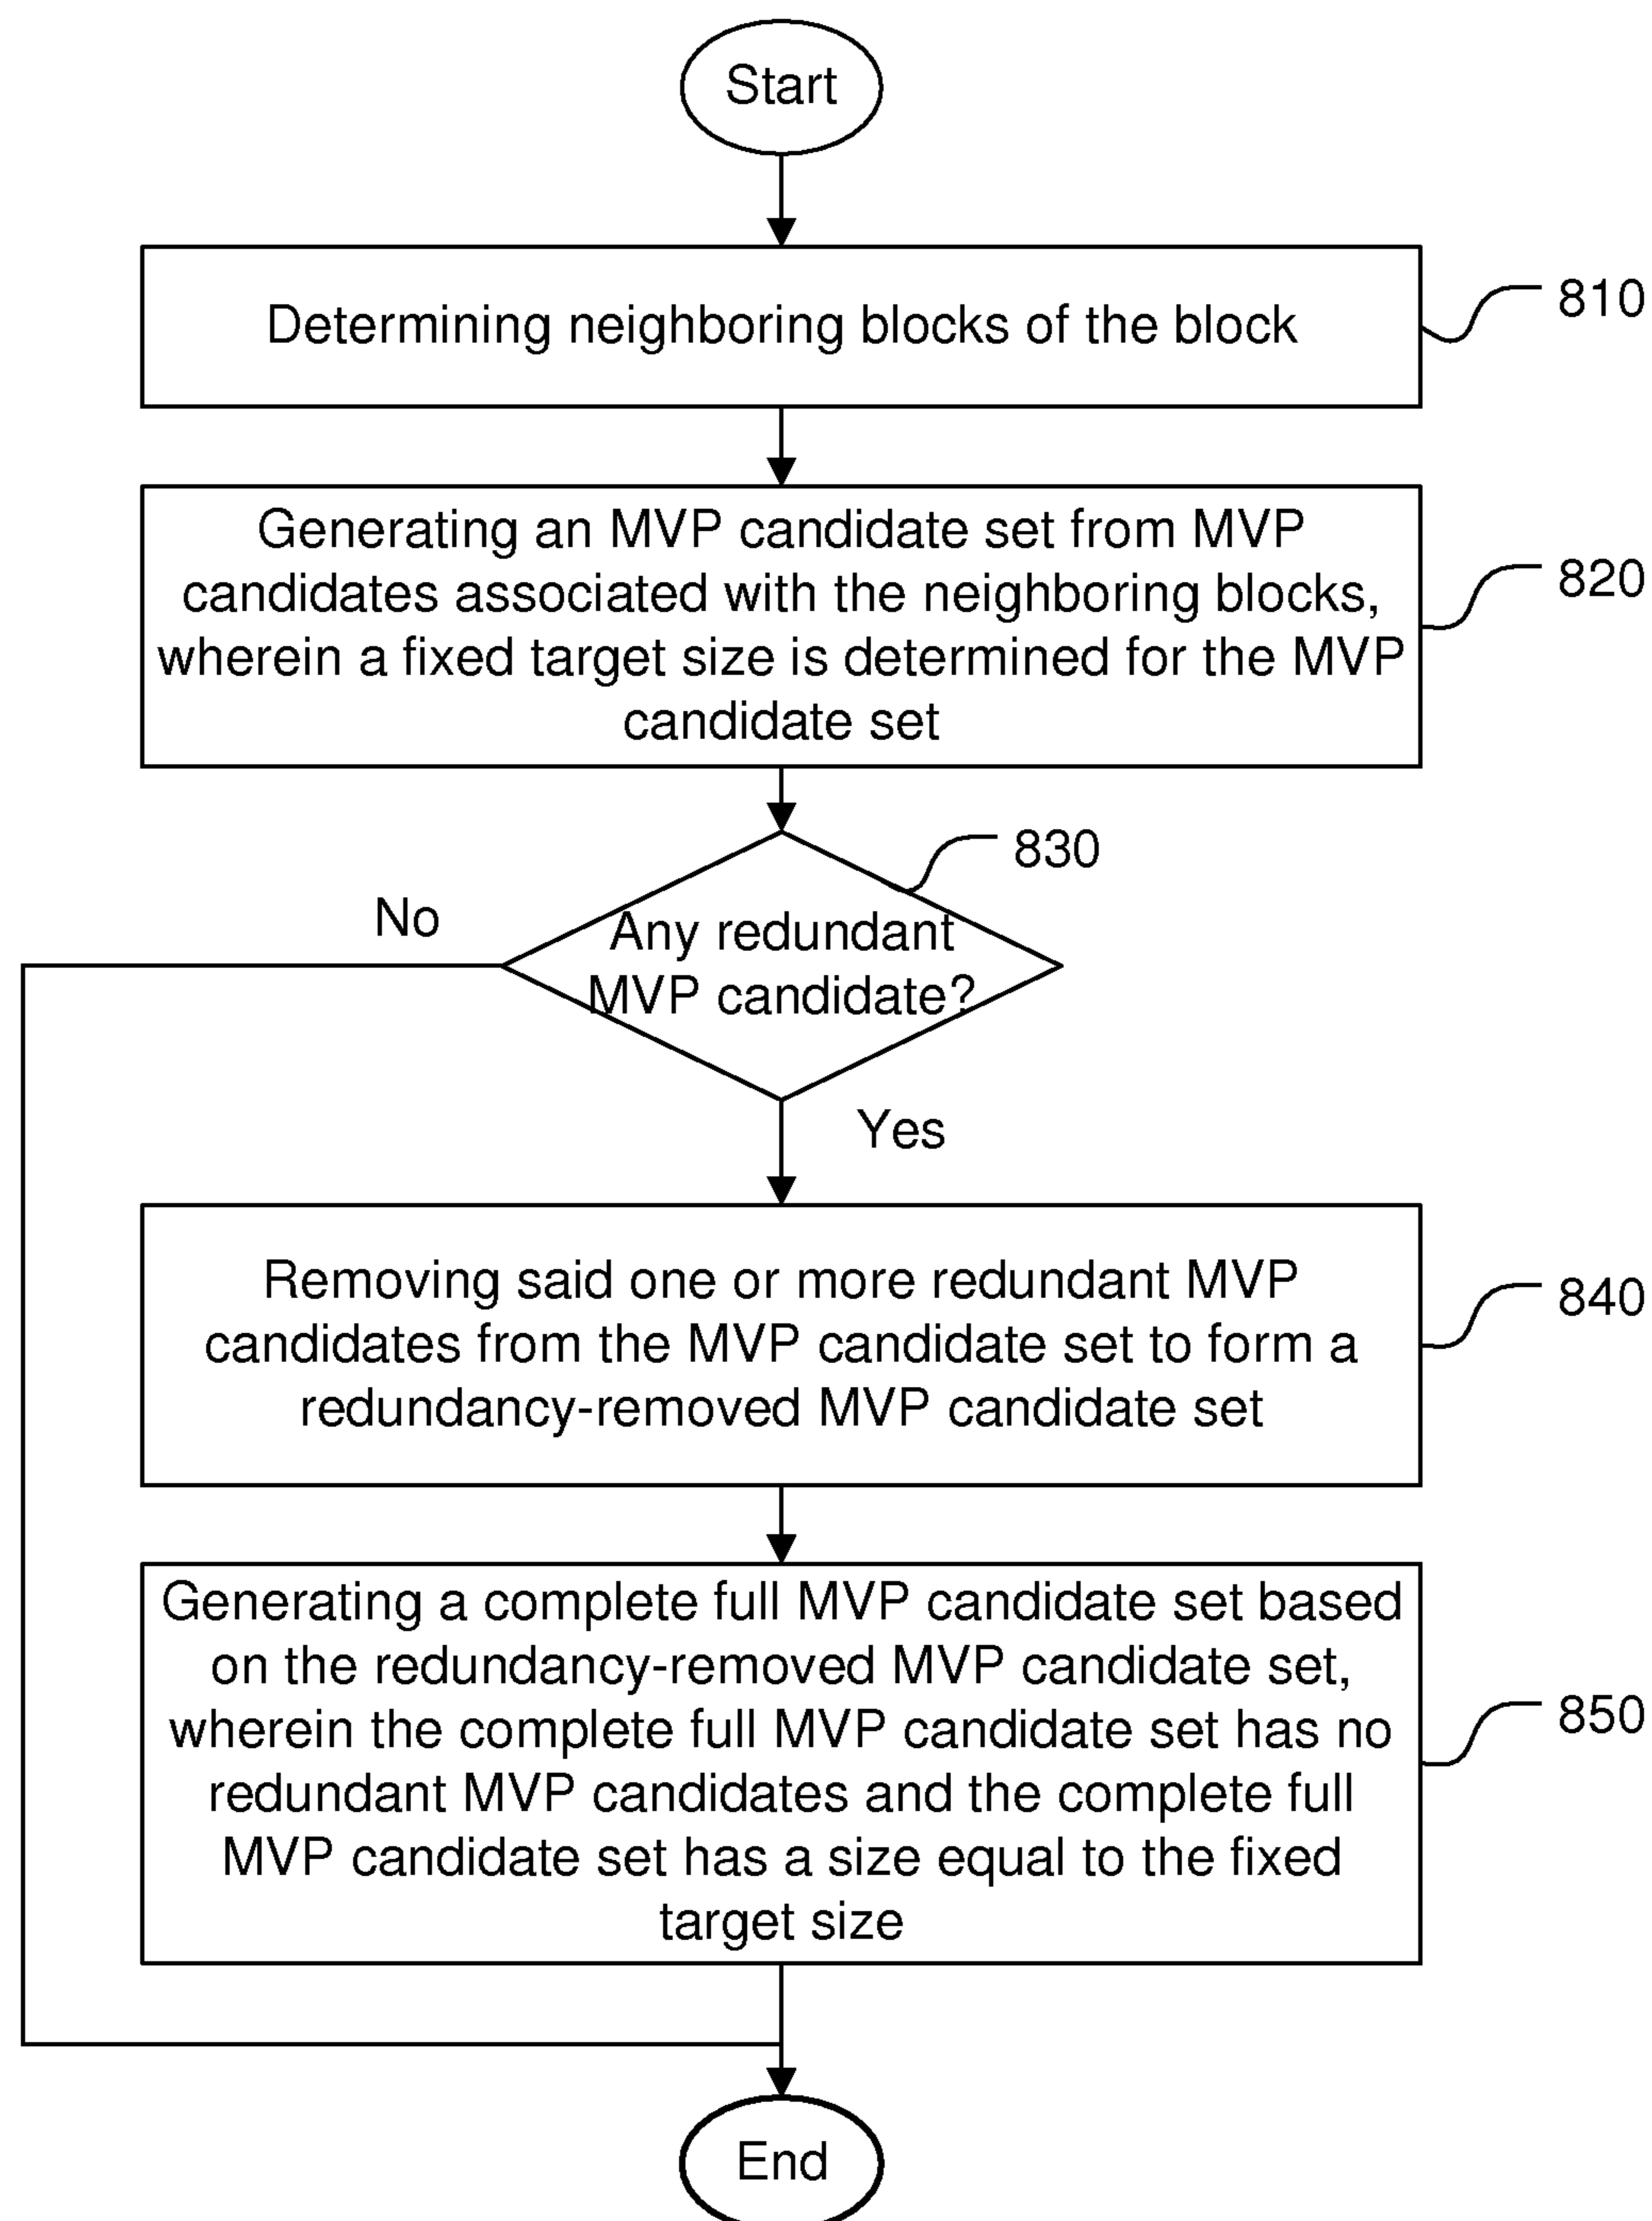 Start
Determining neighboring blocks of the block
810
Generating an MVP candidate set from MVP
candidates associated with the neighboring blocks,
wherein a fixed target size is determined for the MVP
candidate set
820
830
No
Any redundant
MVP candidate?
Yes
Removing said one or more redundant MVP
candidates from the MVP candidate set to form a
redundancy-removed MVP candidate set
840
Generating a complete full MVP candidate set based
on the redundancy-removed MVP candidate set,
wherein the complete full MVP candidate set has no
redundant MVP candidates and the complete full
MVP candidate set has a size equal to the fixed
target size
850
End